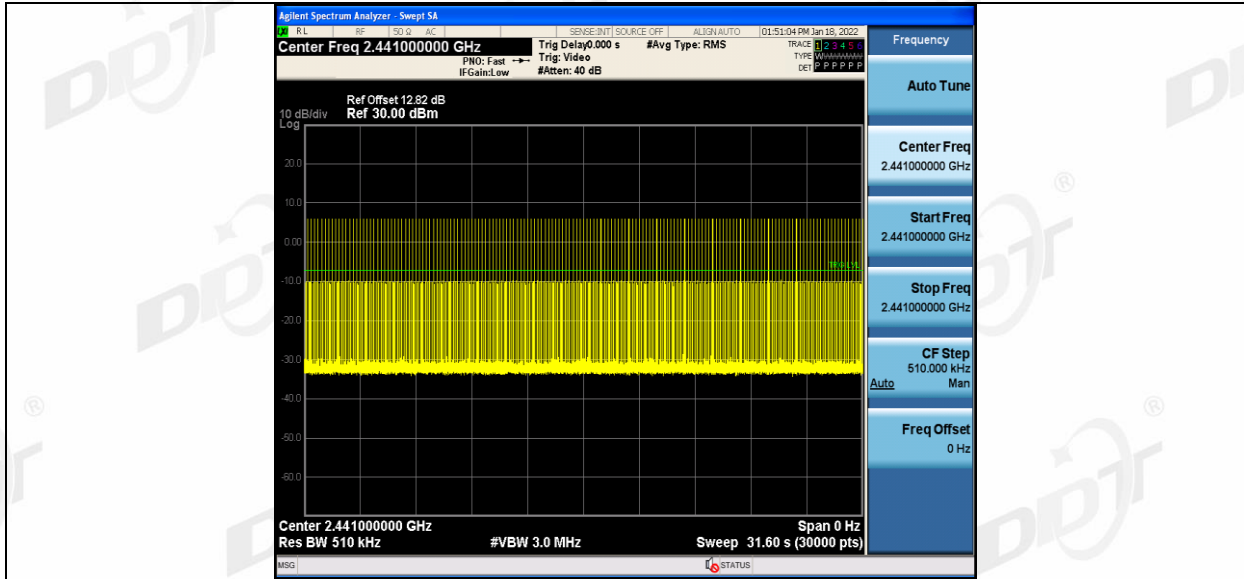 Agilent Spectrum Analyzer - Swept SA
RL RF 50 Ω AC SENSE:INT SOURCE OFF ALIGN AUTO 01:51:04 PM Jan 18, 2022
Center Freq 2.441000000 GHz Trig Delay0.000 s #Avg Type: RMS TRACE 1 2 3 4 5 6
PNO: Fast Trig: Video TYPE W
IFGain:Low #Atten: 40 dB DET P P P P P P
Ref Offset 12.82 dB
10 dB/div Ref 30.00 dBm
Log
20.0
10.0
0.00
TRIG LVL
-10.0
-20.0
-30.0
-40.0
-50.0
-60.0
Center 2.441000000 GHz Span 0 Hz
Res BW 510 kHz #VBW 3.0 MHz Sweep 31.60 s (30000 pts)
MSG STATUS
Frequency
Auto Tune
Center Freq
2.441000000 GHz
Start Freq
2.441000000 GHz
Stop Freq
2.441000000 GHz
CF Step
510.000 kHz
Auto Man
Freq Offset
0 Hz
DDT
®